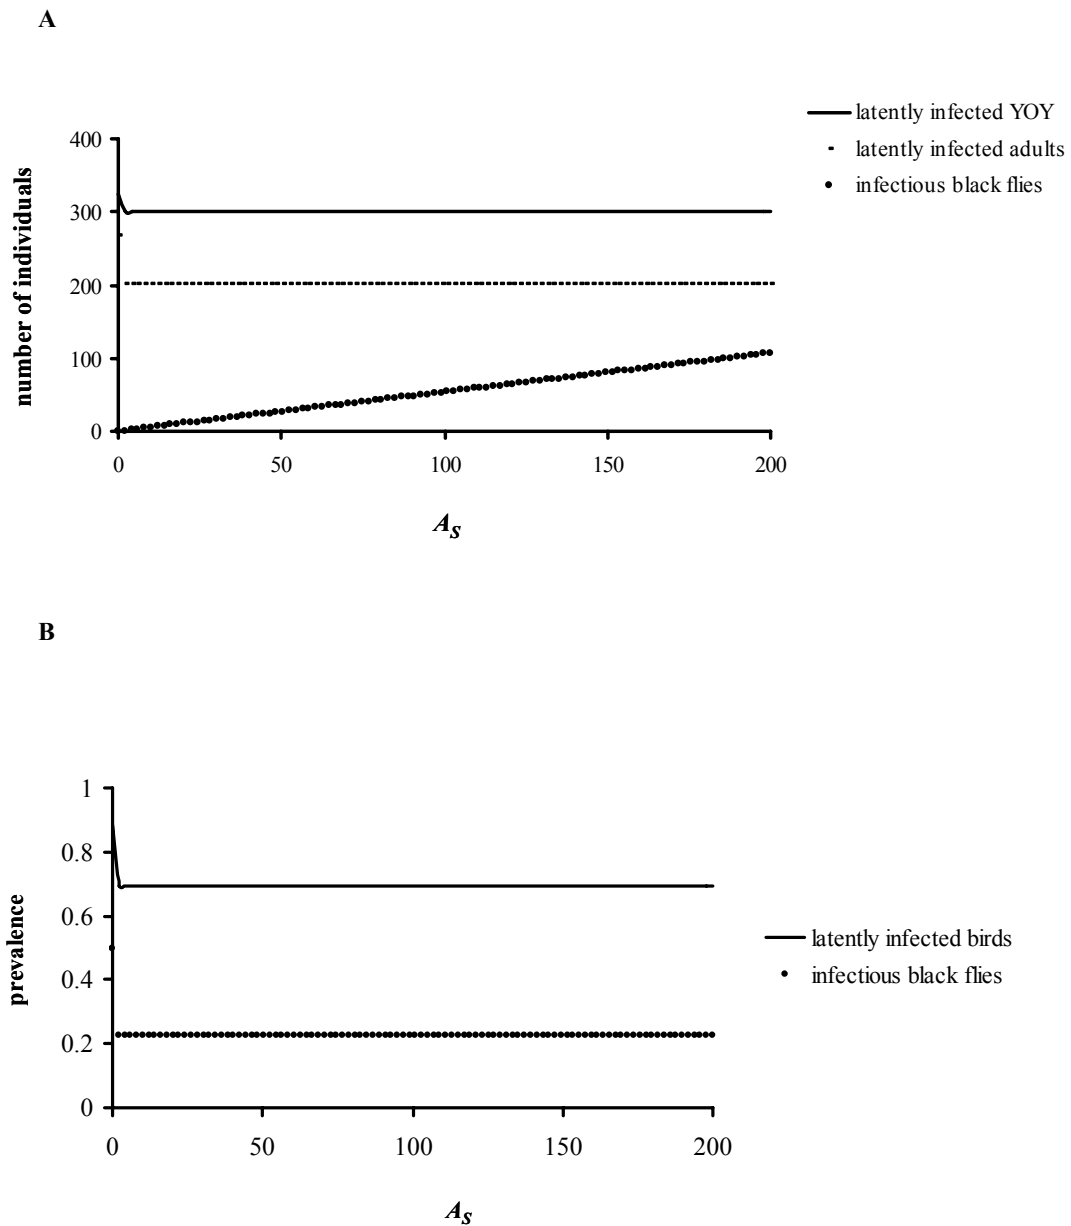 A
latently infected YOY
latently infected adults
infectious black flies
number of individuals
400
300
200
100
0
0 50 100 150 200
As
B
prevalence
1
0.8
0.6
0.4
0.2
0
latently infected birds
infectious black flies
0 50 100 150 200
As